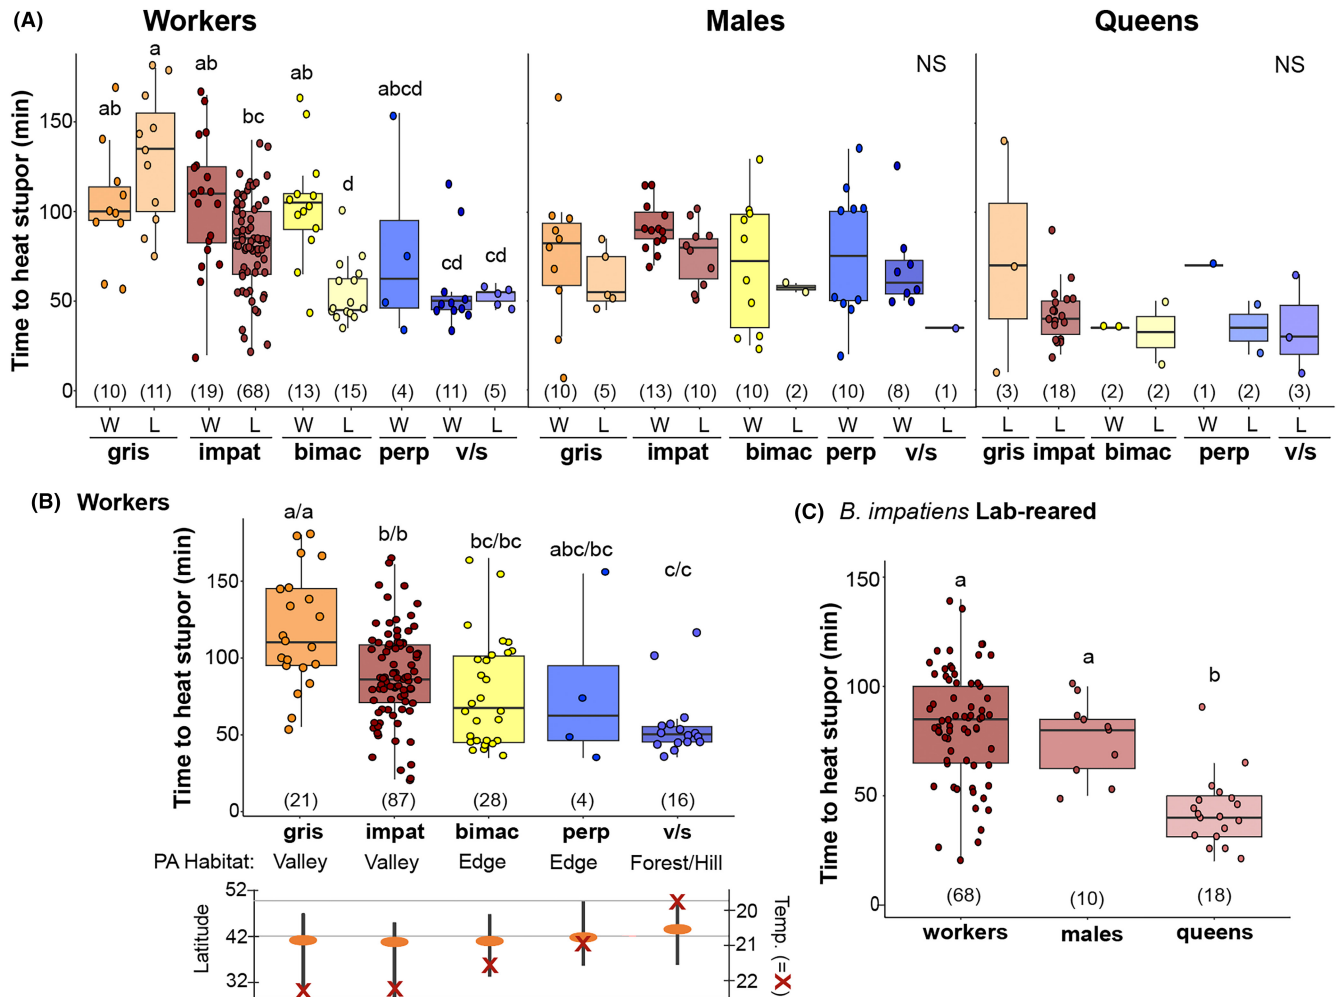 (A) Workers Males Queens
Time to heat stupor (min)
150
100
50
0
ab a ab bc ab d abcd cd cd
NS
NS
(10) (11) (19) (68) (13) (15) (4) (11) (5)
(10) (5) (13) (10) (10) (2) (10) (8) (1)
(3) (18) (2) (2) (1) (2) (3)
W L W L W L W W L
W L W L W L W W L
L L W L W L L
gris impat bimac perp v/s
gris impat bimac perp v/s
gris impat bimac perp v/s
(B) Workers
Time to heat stupor (min)
150
100
50
0
a/a b/b bc/bc abc/bc c/c
(21) (87) (28) (4) (16)
gris impat bimac perp v/s
PA Habitat: Valley Valley Edge Edge Forest/Hill
Latitude
52
42
32
20
21
22
Temp. (= X )
(C) B. impatiens Lab-reared
Time to heat stupor (min)
150
100
50
0
a a b
(68) (10) (18)
workers males queens